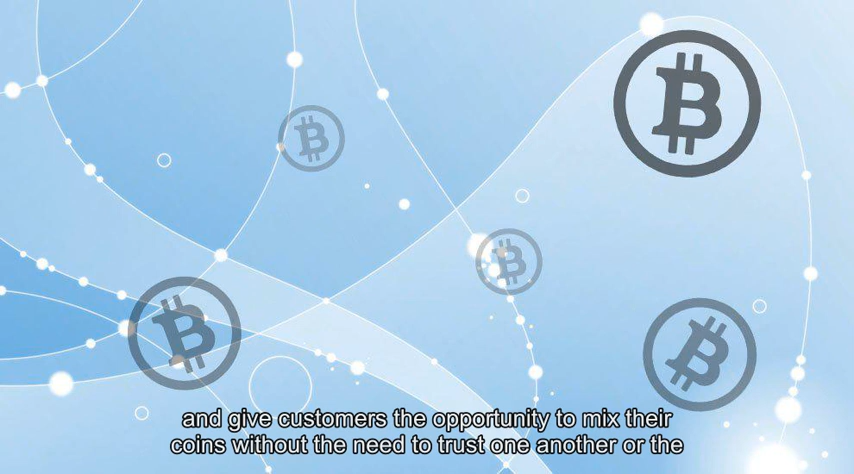 and give customers the opportunity to mix their
coins without the need to trust one another or the